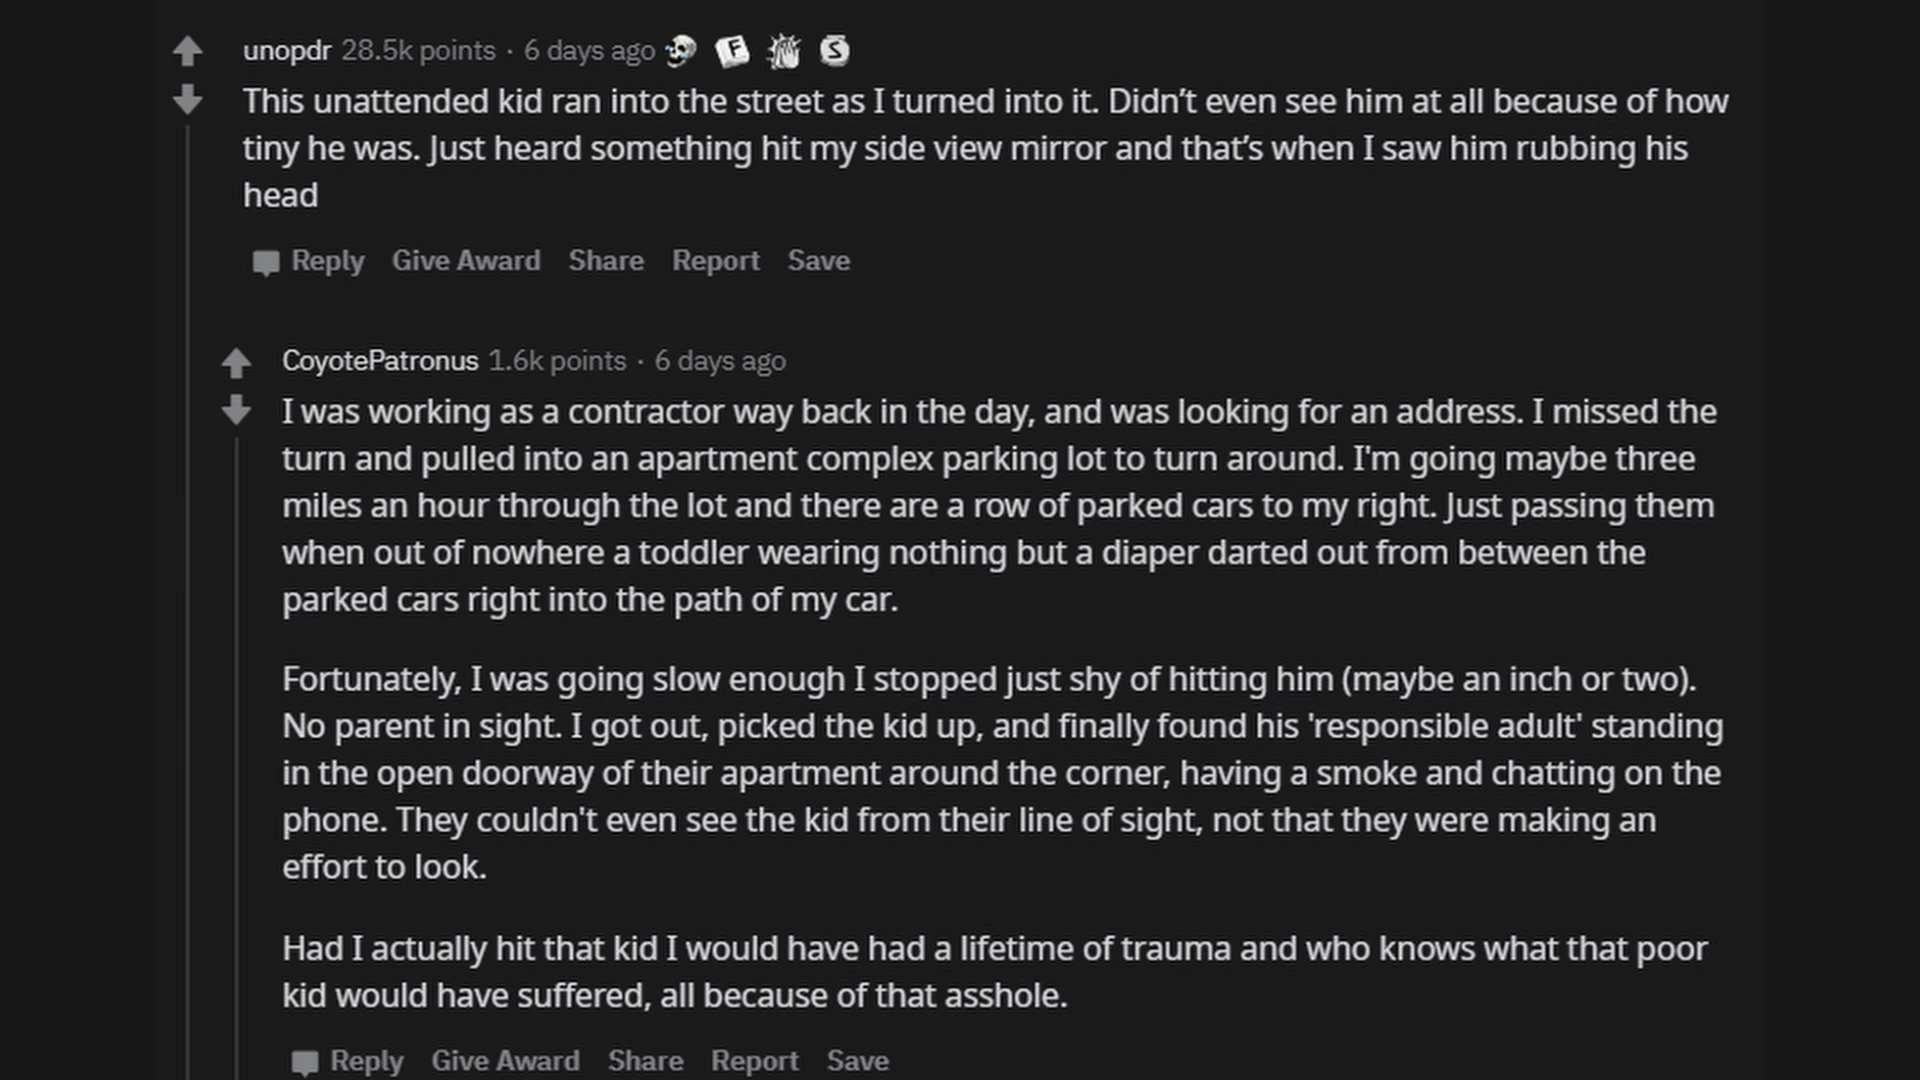 unopdr 28.5k points · 6 days ago F S
This unattended kid ran into the street as I turned into it. Didn’t even see him at all because of how
tiny he was. Just heard something hit my side view mirror and that’s when I saw him rubbing his
head
Reply Give Award Share Report Save
CoyotePatronus 1.6k points · 6 days ago
I was working as a contractor way back in the day, and was looking for an address. I missed the
turn and pulled into an apartment complex parking lot to turn around. I'm going maybe three
miles an hour through the lot and there are a row of parked cars to my right. Just passing them
when out of nowhere a toddler wearing nothing but a diaper darted out from between the
parked cars right into the path of my car.
Fortunately, I was going slow enough I stopped just shy of hitting him (maybe an inch or two).
No parent in sight. I got out, picked the kid up, and finally found his 'responsible adult' standing
in the open doorway of their apartment around the corner, having a smoke and chatting on the
phone. They couldn't even see the kid from their line of sight, not that they were making an
effort to look.
Had I actually hit that kid I would have had a lifetime of trauma and who knows what that poor
kid would have suffered, all because of that asshole.
Reply Give Award Share Report Save